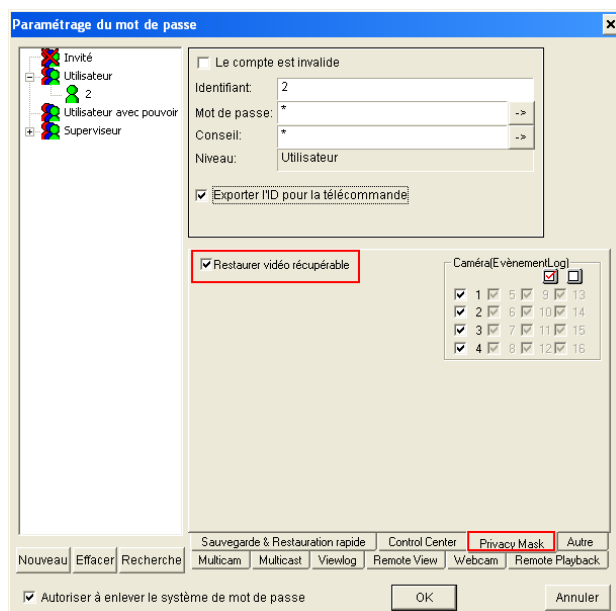 Paramétrage du mot de passe
Invité
Utilisateur
2
Utilisateur avec pouvoir
Superviseur
Le compte est invalide
Identifiant: 2
Mot de passe: * ->
Conseil: * ->
Niveau: Utilisateur
Exporter l'ID pour la télécommande
Restaurer vidéo récupérable
Caméra(EvènementLog)
1 5 9 13
2 6 10 14
3 7 11 15
4 8 12 16
Sauvegarde & Restauration rapide Control Center Privacy Mask Autre
Multicam Multicast Viewlog Remote View Webcam Remote Playback
Nouveau Effacer Recherche
Autoriser à enlever le système de mot de passe OK Annuler